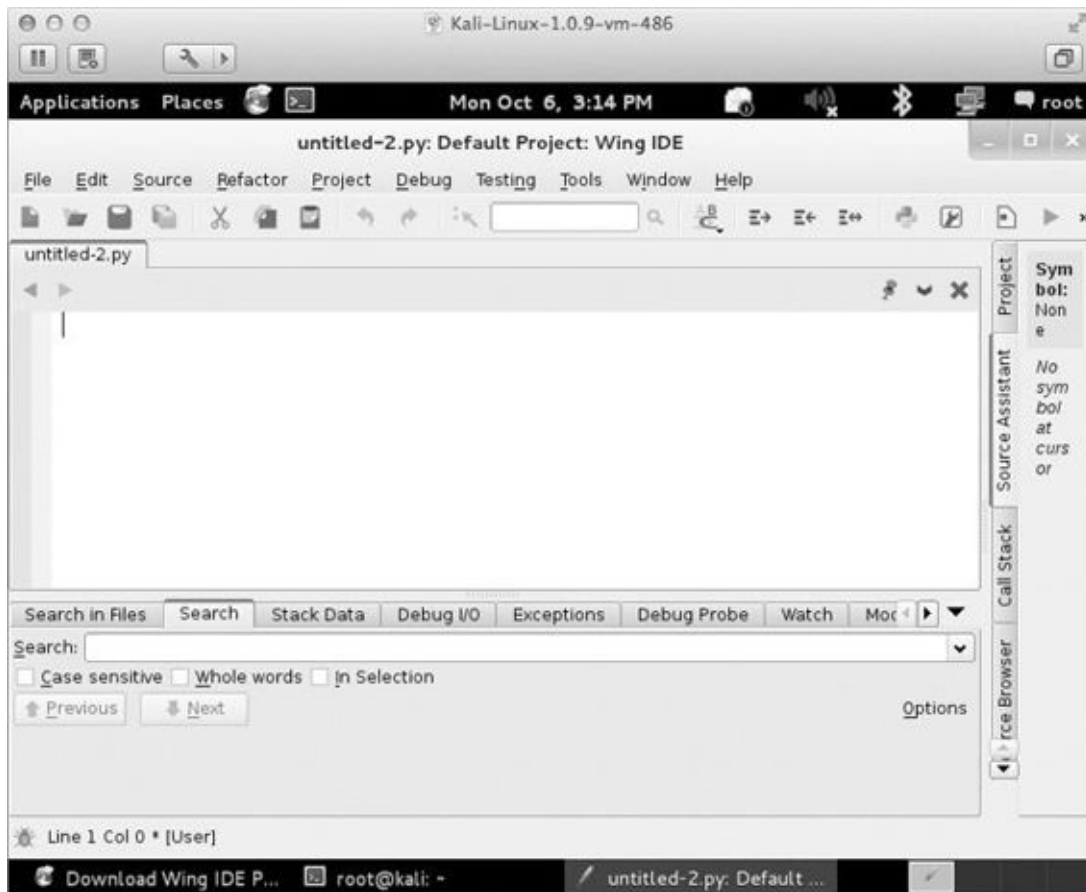 Kali-Linux-1.0.9-vm-486
Applications Places Mon Oct 6, 3:14 PM root
untitled-2.py: Default Project: Wing IDE
File Edit Source Refactor Project Debug Testing Tools Window Help
untitled-2.py
Project
Source Assistant
Call Stack
rce Browser
Sym
bol:
Non
e
No
sym
bol
at
curs
or
Search in Files Search Stack Data Debug I/O Exceptions Debug Probe Watch Moc
Search:
Case sensitive Whole words In Selection
Previous Next Options
Line 1 Col 0 * [User]
Download Wing IDE P... root@kali: ~ untitled-2.py: Default ...